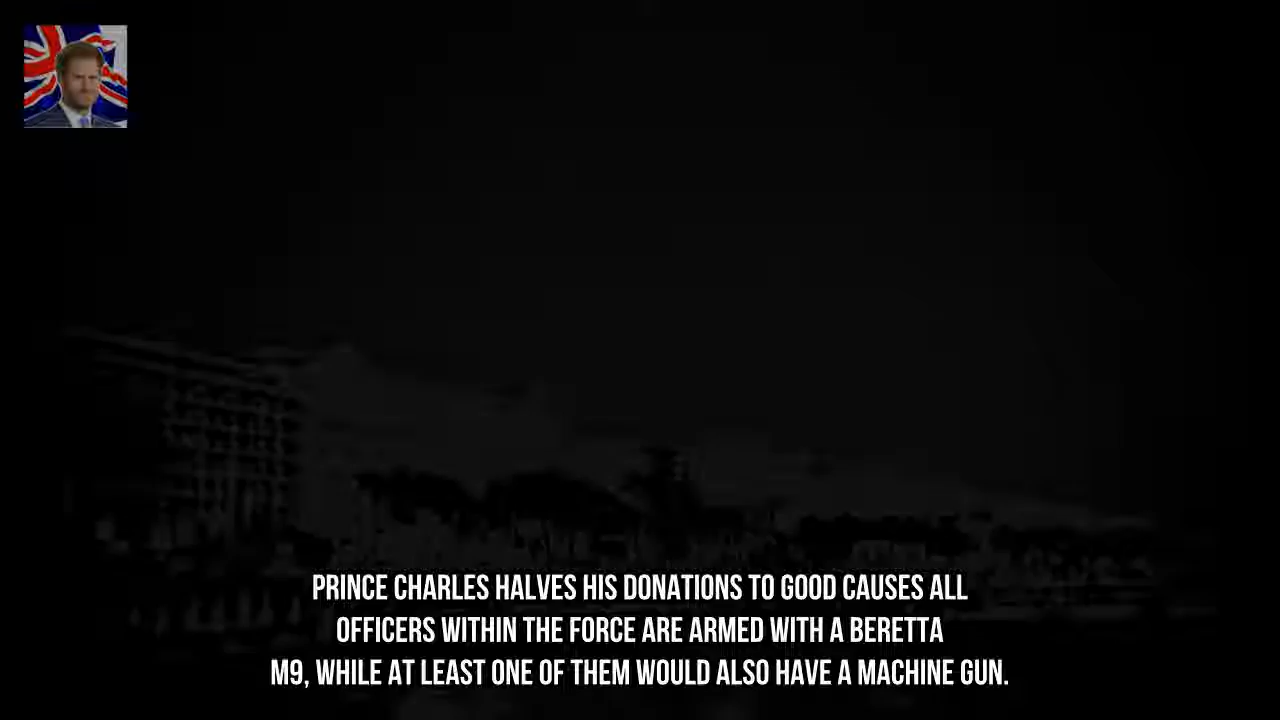 PRINCE CHARLES HALVES HIS DONATIONS TO GOOD CAUSES ALL
OFFICERS WITHIN THE FORCE ARE ARMED WITH A BERETTA
M9, WHILE AT LEAST ONE OF THEM WOULD ALSO HAVE A MACHINE GUN.